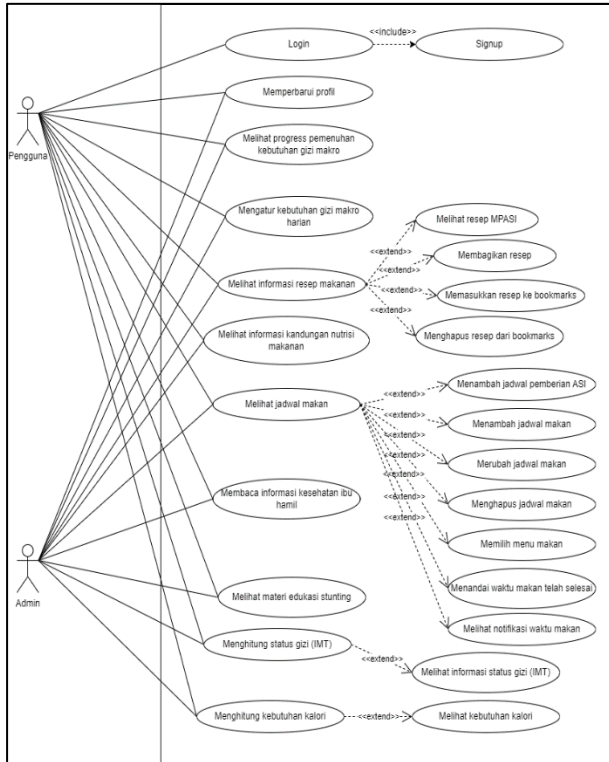 <<include>>
Login
Signup
Memperbarui profil
Pengguna
Melihat progress pemenuhan
kebutuhan gizi makro
Mengatur kebutuhan gizi makro
harian
Melihat resep MPASI
<<extend>>
Membagikan resep
<<extend>>
Melihat informasi resep makanan
<<extend>>
Memasukkan resep ke bookmarks
<<extend>>
Menghapus resep dari bookmarks
Melihat informasi kandungan nutrisi
makanan
Menambah jadwal pemberian ASI
<<extend>>
Melihat jadwal makan
<<extend>>
Menambah jadwal makan
<<extend>>
Merubah jadwal makan
<<extend>>
<<extend>>
Menghapus jadwal makan
Membaca informasi kesehatan ibu
hamil
<<extend>>
<<extend>>
Memilih menu makan
Admin
Menandai waktu makan telah selesai
Melihat materi edukasi stunting
Melihat notifikasi waktu makan
Menghitung status gizi (IMT)
<<extend>>
Melihat informasi status gizi (IMT)
Menghitung kebutuhan kalori
<<extend>>
Melihat kebutuhan kalori